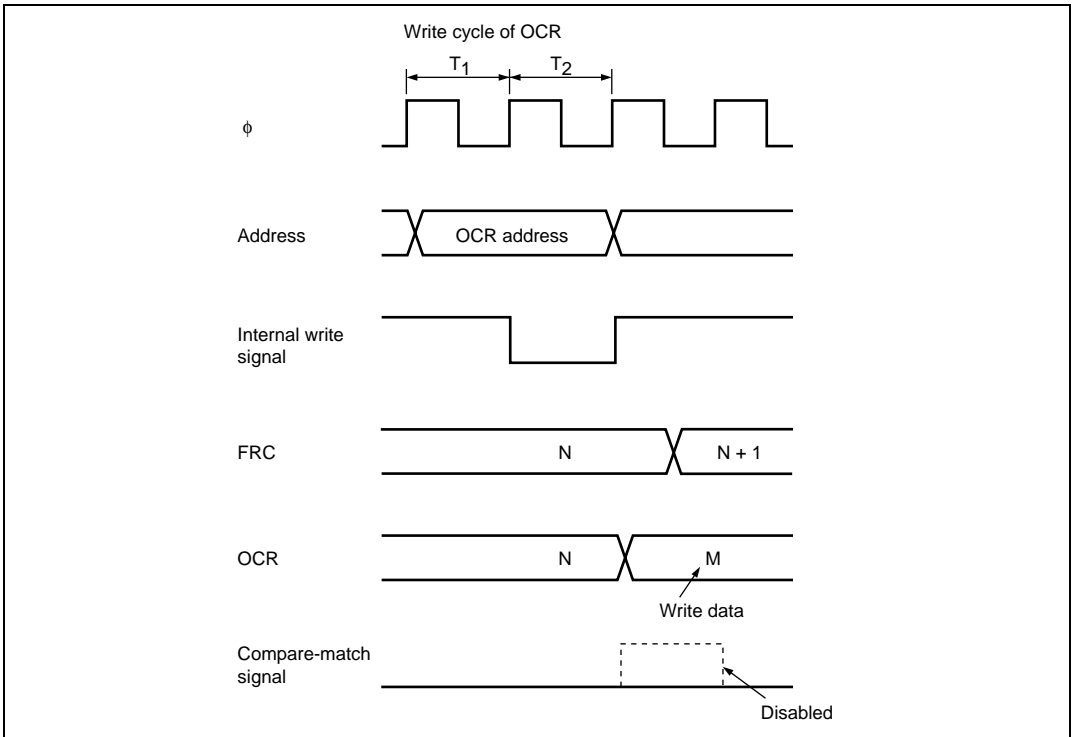 Write cycle of OCR
T1 T2
ϕ
Address OCR address
Internal write
signal
FRC N N + 1
OCR N M
Write data
Compare-match
signal
Disabled